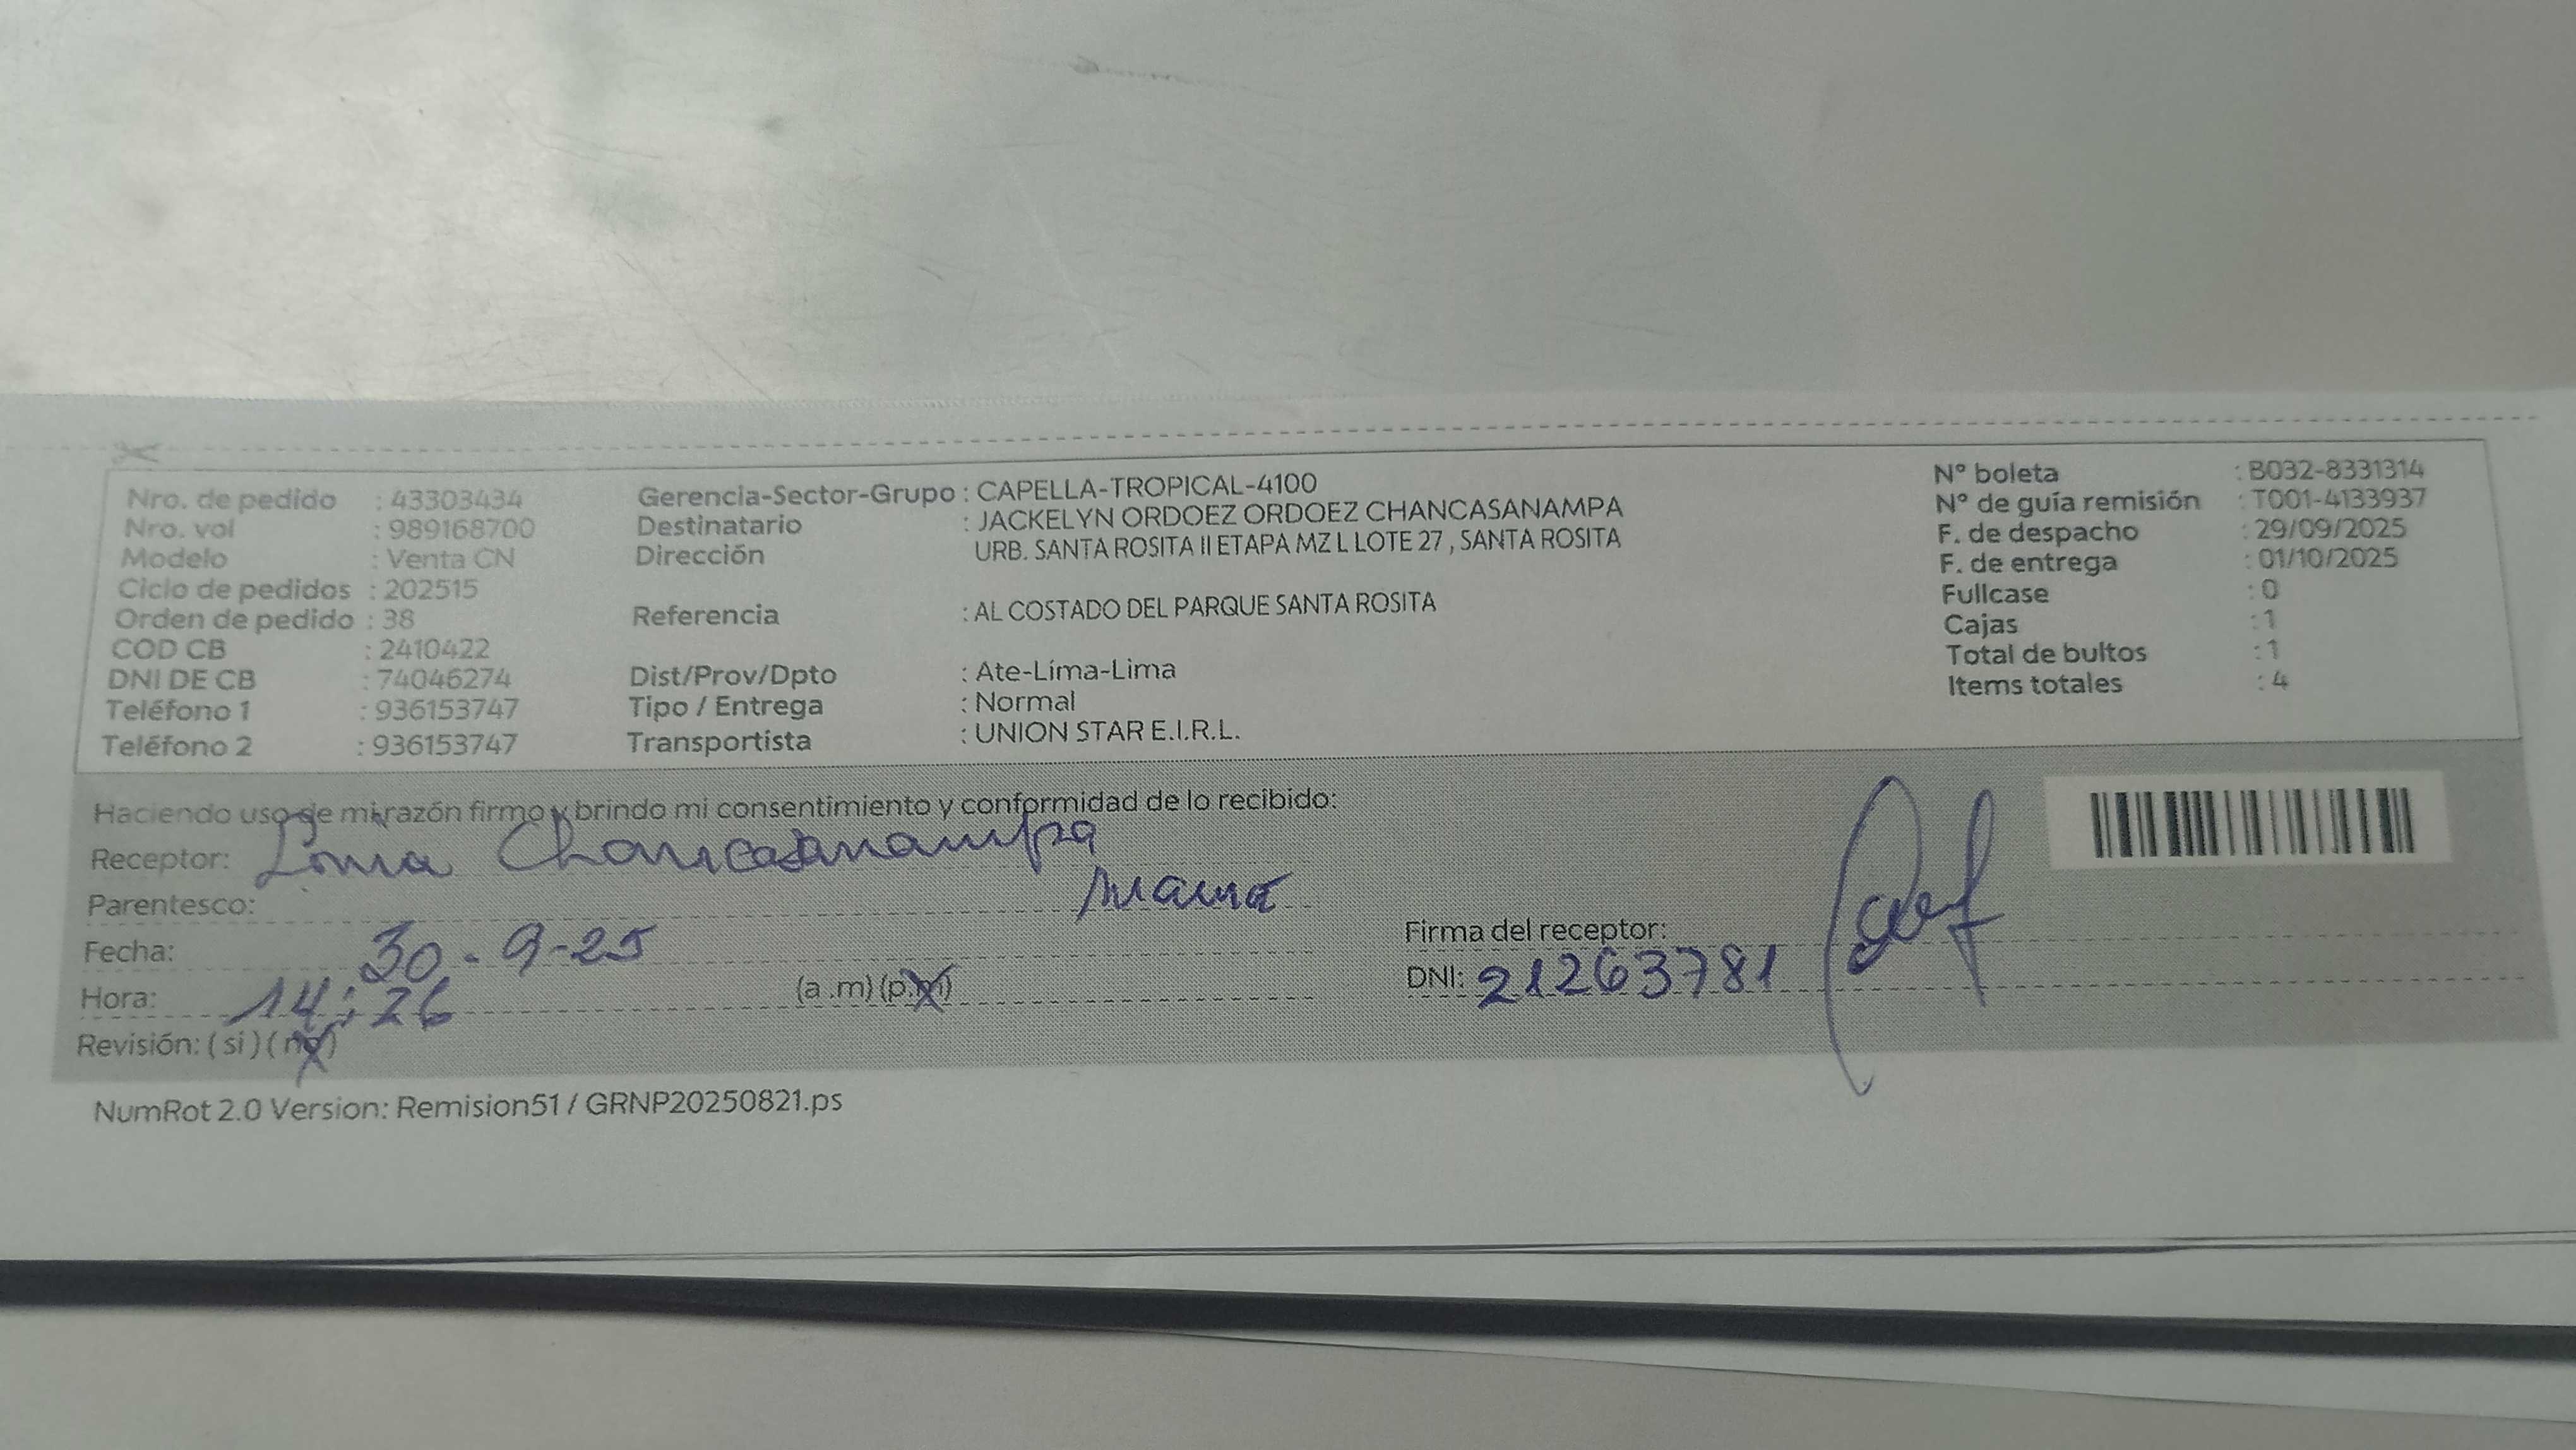 Nro. de pedido : 43303434
Nro. vol : 989168700
Modelo : Venta CN
Ciclo de pedidos : 202515
Orden de pedido : 38
COD CB : 2410422
DNI DE CB : 74046274
Teléfono 1 : 936153747
Teléfono 2 : 936153747
Gerencia-Sector-Grupo : CAPELLA-TROPICAL-4100
Destinatario : JACKELYN ORDOEZ ORDOEZ CHANCASANAMPA
Dirección URB. SANTA ROSITA II ETAPA MZ L LOTE 27 , SANTA ROSITA
Referencia : AL COSTADO DEL PARQUE SANTA ROSITA
Dist/Prov/Dpto : Ate-Lima-Lima
Tipo / Entrega : Normal
Transportista : UNION STAR E.I.R.L.
N° boleta : B032-8331314
N° de guía remisión : T001-4133937
F. de despacho : 29/09/2025
F. de entrega : 01/10/2025
Fullcase : 0
Cajas : 1
Total de bultos : 1
Items totales : 4
Haciendo uso de mi razón firmo y brindo mi consentimiento y conformidad de lo recibido:
Receptor: Chancasanampa
Parentesco: Mama
Fecha: 30 - 9-25
Hora: 14:26 (a .m) (p.m)
Revisión: ( si ) ( no )
Firma del receptor:
DNI: 21263781
NumRot 2.0 Version: Remision51 / GRNP20250821.ps